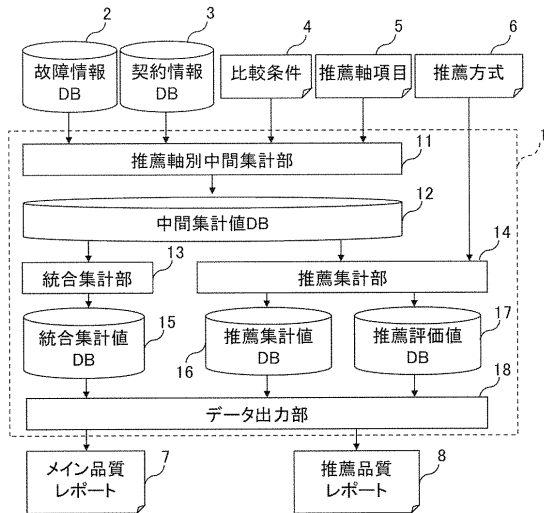 2
3
4
5
6
故障情報
DB
契約情報
DB
比較条件
推薦軸項目
推薦方式
1
推薦軸別中間集計部
11
中間集計値DB
12
統合集計部
13
推薦集計部
14
統合集計値
DB
15
推薦集計値
DB
16
推薦評価値
DB
17
データ出力部
18
メイン品質
レポート
7
推薦品質
レポート
8